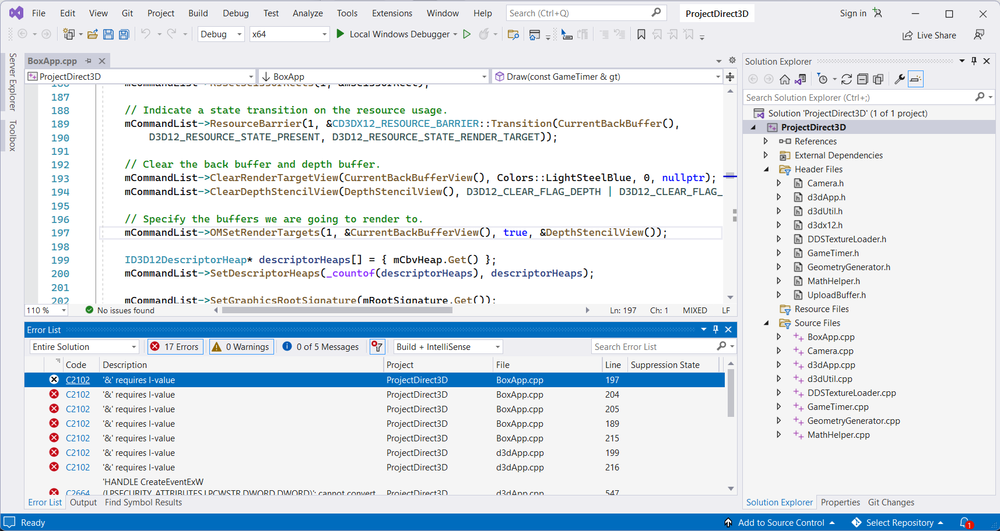 File Edit View Git Project Build Debug Test Analyze Tools Extensions Window Help Search (Ctrl+Q) ProjectDirect3D Sign in
Debug x64 Local Windows Debugger Live Share
Server Explorer
Toolbox
BoxApp.cpp
ProjectDirect3D BoxApp Draw(const GameTimer & gt)
187
188 // Indicate a state transition on the resource usage.
189 mCommandList->ResourceBarrier(1, &CD3DX12_RESOURCE_BARRIER::Transition(CurrentBackBuffer(),
190 D3D12_RESOURCE_STATE_PRESENT, D3D12_RESOURCE_STATE_RENDER_TARGET));
191
192 // Clear the back buffer and depth buffer.
193 mCommandList->ClearRenderTargetView(CurrentBackBufferView(), Colors::LightSteelBlue, 0, nullptr);
194 mCommandList->ClearDepthStencilView(DepthStencilView(), D3D12_CLEAR_FLAG_DEPTH | D3D12_CLEAR_FLAG_
195
196 // Specify the buffers we are going to render to.
197 mCommandList->OMSetRenderTargets(1, &CurrentBackBufferView(), true, &DepthStencilView());
198
199 ID3D12DescriptorHeap* descriptorHeaps[] = { mCbvHeap.Get() };
200 mCommandList->SetDescriptorHeaps(_countof(descriptorHeaps), descriptorHeaps);
201
202 mCommandList->SetGraphicsRootSignature(mRootSignature.Get());
110 % No issues found Ln: 197 Ch: 1 MIXED LF
Error List
Entire Solution 17 Errors 0 Warnings 0 of 5 Messages Build + IntelliSense Search Error List
Code Description Project File Line Suppression State
C2102 '&' requires l-value ProjectDirect3D BoxApp.cpp 197
C2102 '&' requires l-value ProjectDirect3D BoxApp.cpp 204
C2102 '&' requires l-value ProjectDirect3D BoxApp.cpp 205
C2102 '&' requires l-value ProjectDirect3D BoxApp.cpp 189
C2102 '&' requires l-value ProjectDirect3D BoxApp.cpp 215
C2102 '&' requires l-value ProjectDirect3D d3dApp.cpp 199
C2102 '&' requires l-value ProjectDirect3D d3dApp.cpp 216
'HANDLE CreateEventExW
C2664 (LPSECURITY_ATTRIBUTES,LPCWSTR,DWORD,DWORD)': cannot convert ProjectDirect3D d3dApp.cpp 547
Error List Output Find Symbol Results
Solution Explorer
Search Solution Explorer (Ctrl+;)
Solution 'ProjectDirect3D' (1 of 1 project)
ProjectDirect3D
References
External Dependencies
Header Files
Camera.h
d3dApp.h
d3dUtil.h
d3dx12.h
DDSTextureLoader.h
GameTimer.h
GeometryGenerator.h
MathHelper.h
UploadBuffer.h
Resource Files
Source Files
BoxApp.cpp
Camera.cpp
d3dApp.cpp
d3dUtil.cpp
DDSTextureLoader.cpp
GameTimer.cpp
GeometryGenerator.cpp
MathHelper.cpp
Solution Explorer Properties Git Changes
Ready Add to Source Control Select Repository 1